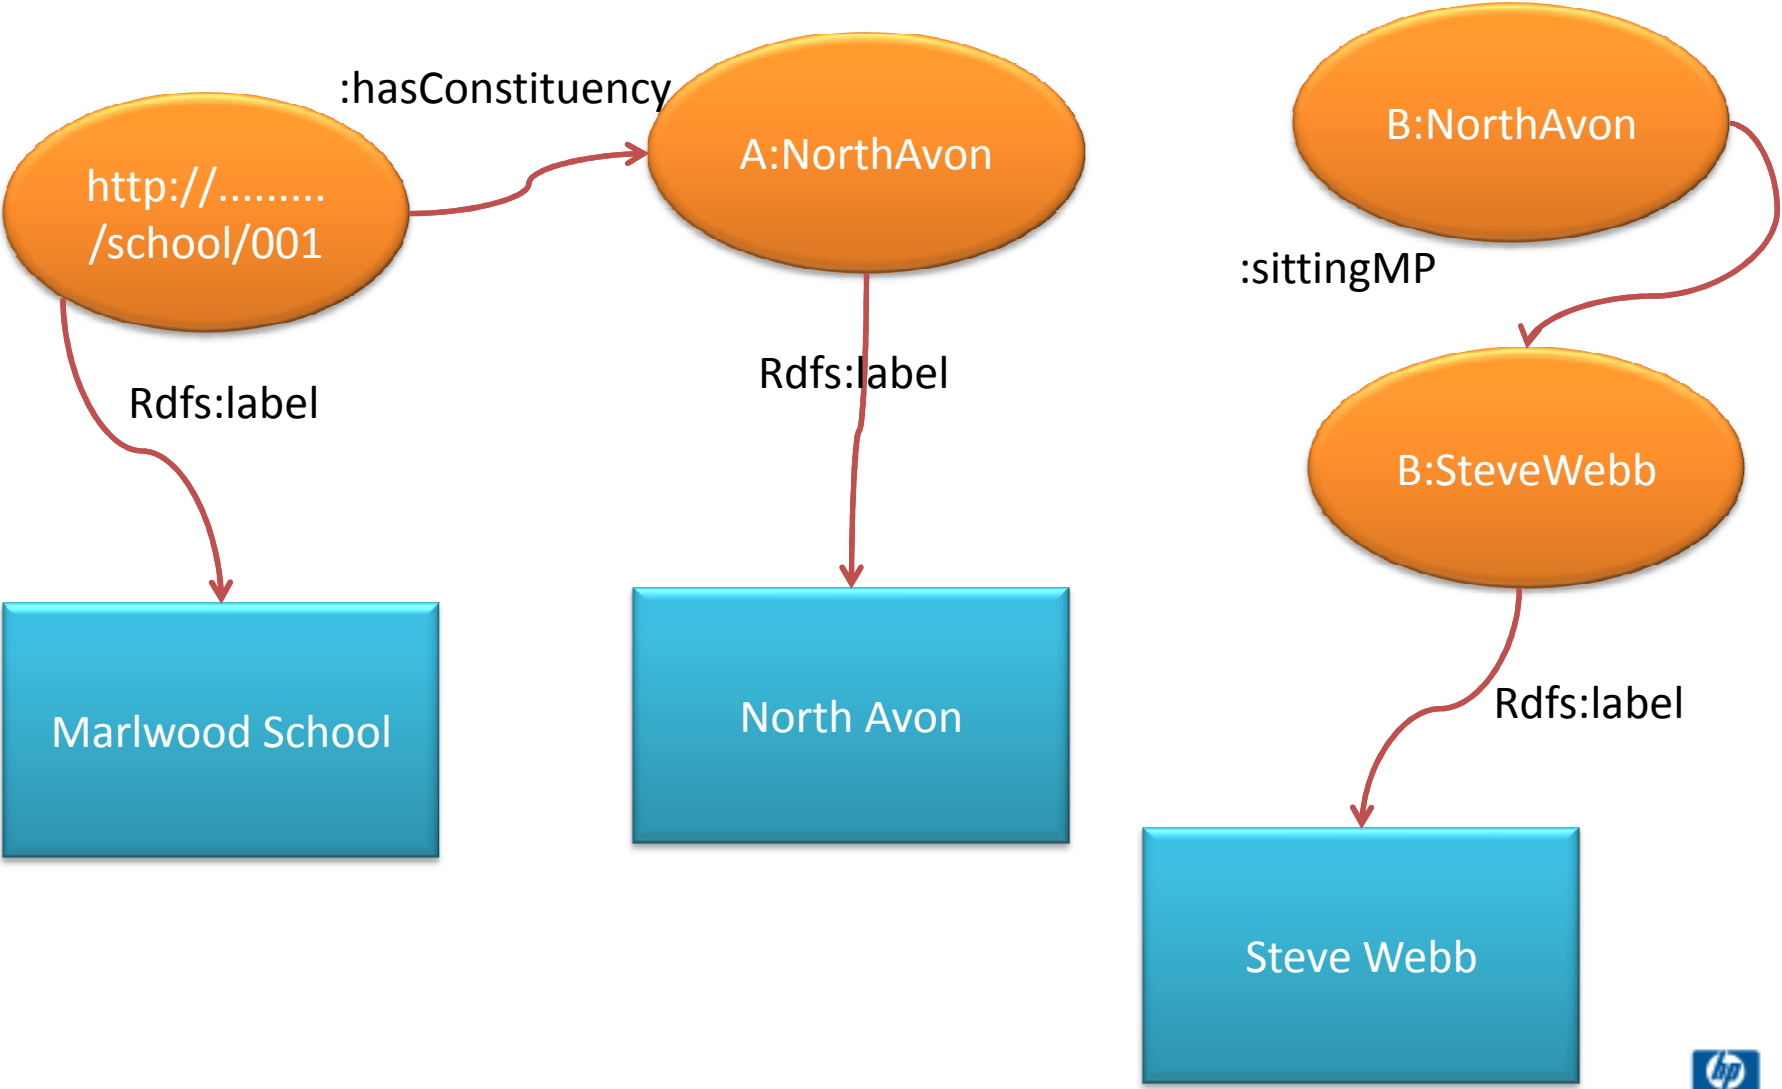 :hasConstituency
A:NorthAvon
B:NorthAvon
http://.........
/school/001
:sittingMP
Rdfs:label
Rdfs:label
B:SteveWebb
Marlwood School
North Avon
Rdfs:label
Steve Webb
hp